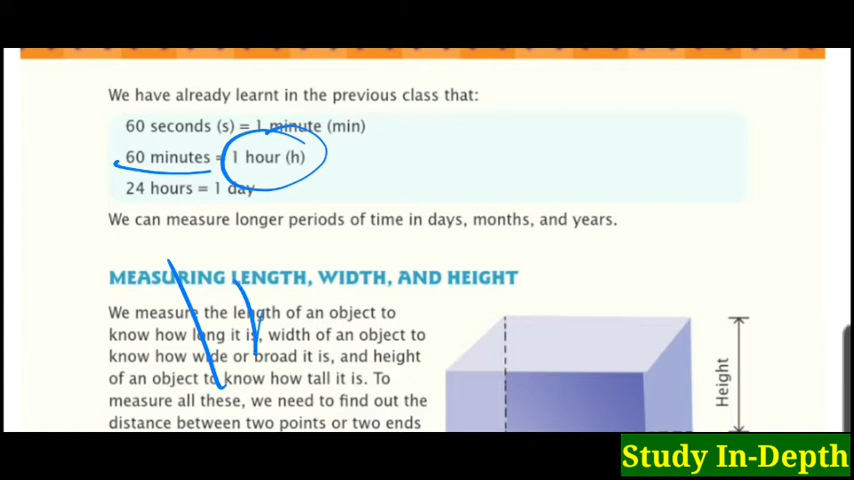 We have already learnt in the previous class that:
60 seconds (s) = 1 minute (min)
60 minutes = 1 hour (h)
24 hours = 1 day
We can measure longer periods of time in days, months, and years.
MEASURING LENGTH, WIDTH, AND HEIGHT
We measure the length of an object to
know how long it is, width of an object to
know how wide or broad it is, and height
of an object to know how tall it is. To
measure all these, we need to find out the
distance between two points or two ends
Height
Study In-Depth